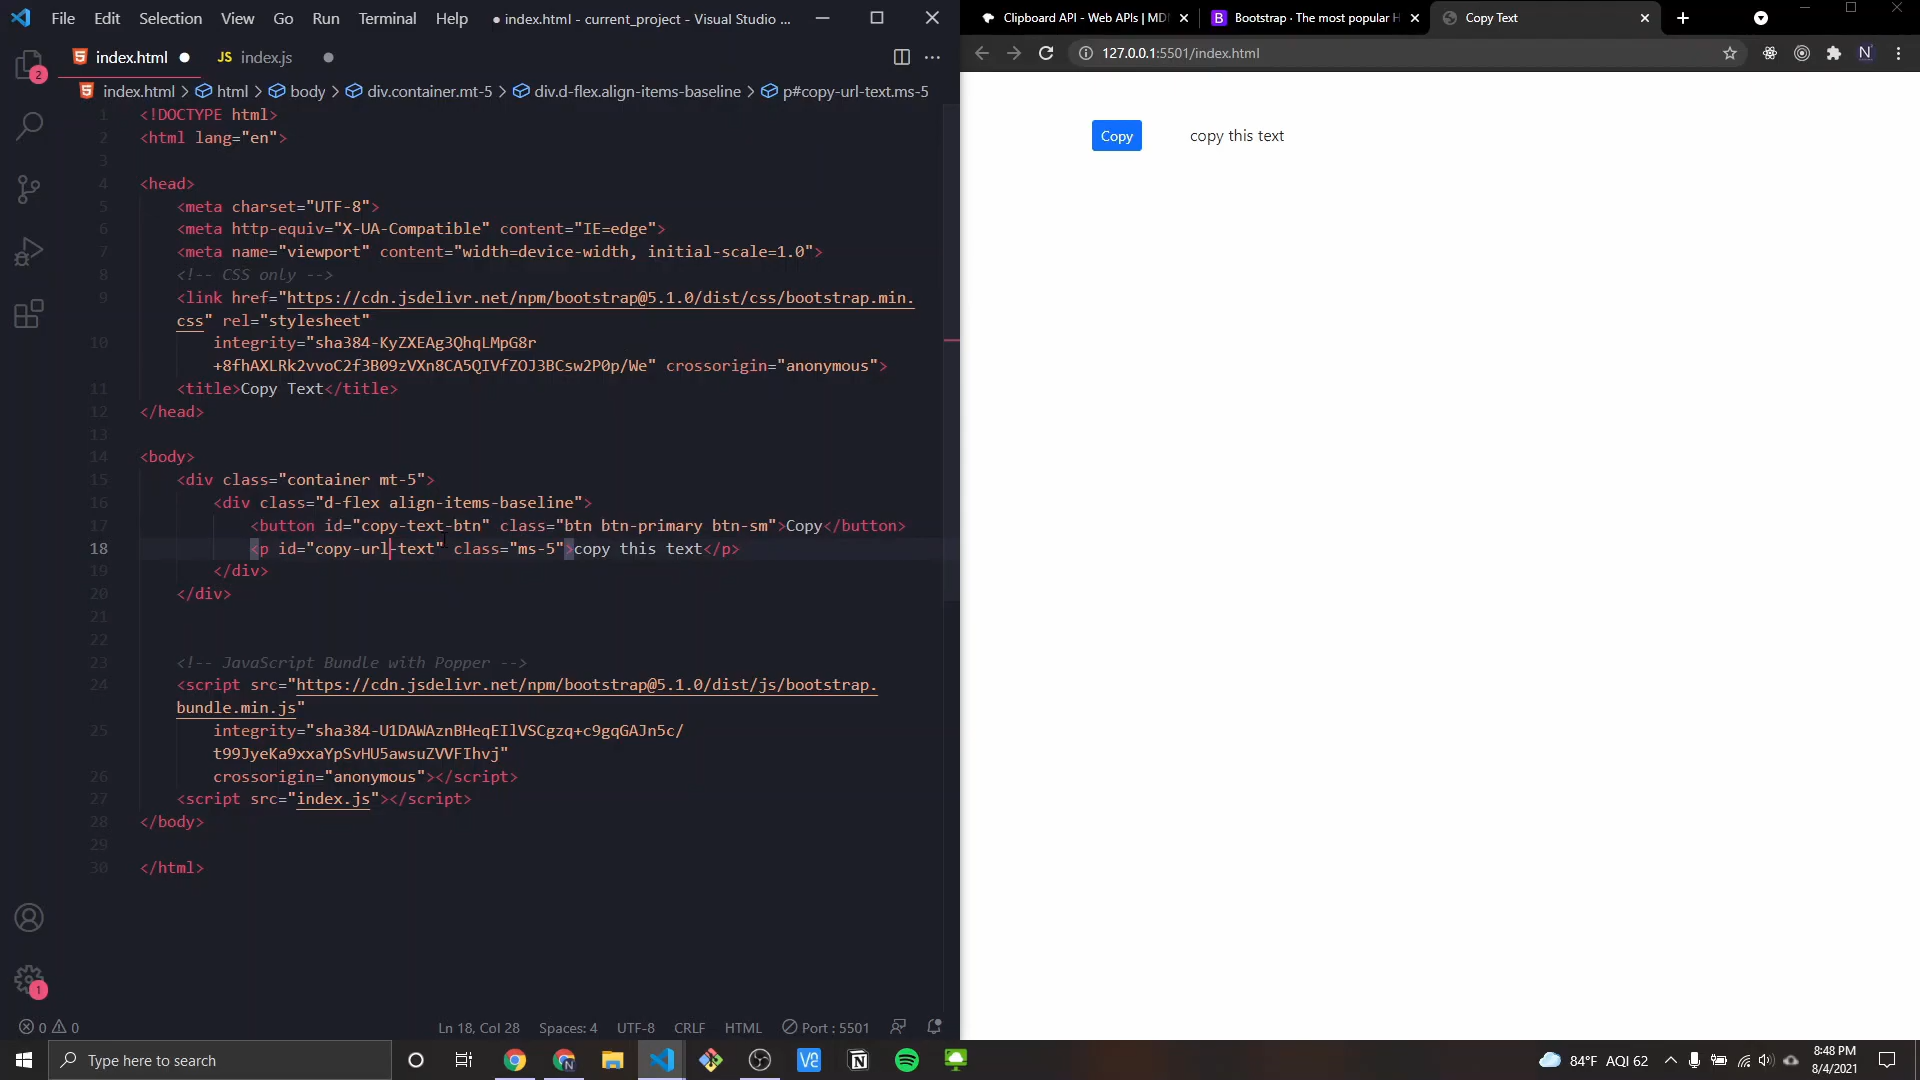 File Edit Selection View Go Run Terminal Help ● index.html - current_project - Visual Studio ...
index.html ● JS index.js
index.html > html > body > div.container.mt-5 > div.d-flex.align-items-baseline > p#copy-url-text.ms-5
1 <!DOCTYPE html>
2 <html lang="en">
3
4 <head>
5 <meta charset="UTF-8">
6 <meta http-equiv="X-UA-Compatible" content="IE=edge">
7 <meta name="viewport" content="width=device-width, initial-scale=1.0">
8 <!-- CSS only -->
9 <link href="https://cdn.jsdelivr.net/npm/bootstrap@5.1.0/dist/css/bootstrap.min.
css" rel="stylesheet"
10 integrity="sha384-KyZXEAg3QhqLMpG8r
+8fhAXLRk2vvoC2f3B09zVXn8CA5QIVfZOJ3BCsw2P0p/We" crossorigin="anonymous">
11 <title>Copy Text</title>
12 </head>
13
14 <body>
15 <div class="container mt-5">
16 <div class="d-flex align-items-baseline">
17 <button id="copy-text-btn" class="btn btn-primary btn-sm">Copy</button>
18 <p id="copy-url-text" class="ms-5">copy this text</p>
19 </div>
20 </div>
21
22
23 <!-- JavaScript Bundle with Popper -->
24 <script src="https://cdn.jsdelivr.net/npm/bootstrap@5.1.0/dist/js/bootstrap.
bundle.min.js"
25 integrity="sha384-U1DAWAznBHeqEIlVSCgzq+c9gqGAJn5c/
t99JyeKa9xxaYpSvHU5awsuZVVFIhvj"
26 crossorigin="anonymous"></script>
27 <script src="index.js"></script>
28 </body>
29
30 </html>
2
1
0 0 Ln 18, Col 28 Spaces: 4 UTF-8 CRLF HTML Port : 5501
Clipboard API - Web APIs | MD Bootstrap · The most popular H Copy Text
127.0.0.1:5501/index.html N
Copy copy this text
Type here to search
84°F AQI 62
8:48 PM
8/4/2021